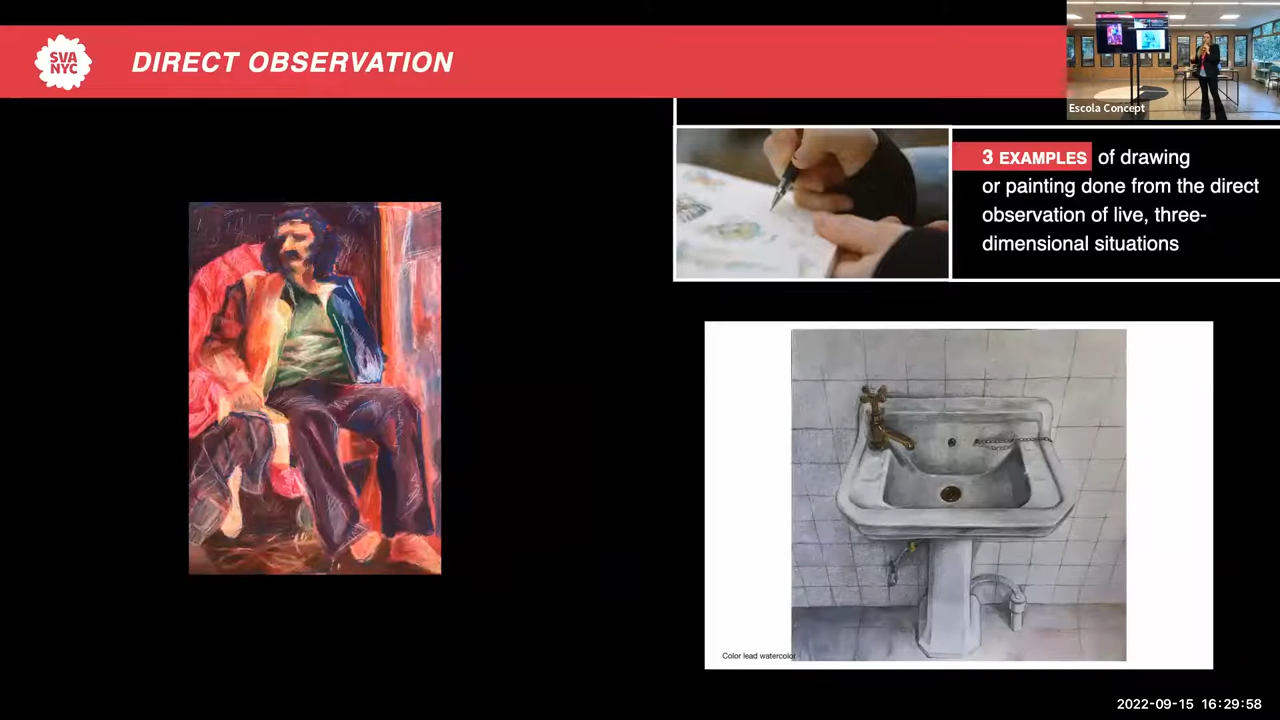 SVA
NYC
DIRECT OBSERVATION
Escola Concept
3 EXAMPLES of drawing
or painting done from the direct
observation of live, three-
dimensional situations
Color lead watercolor
2022-09-15 16:29:58